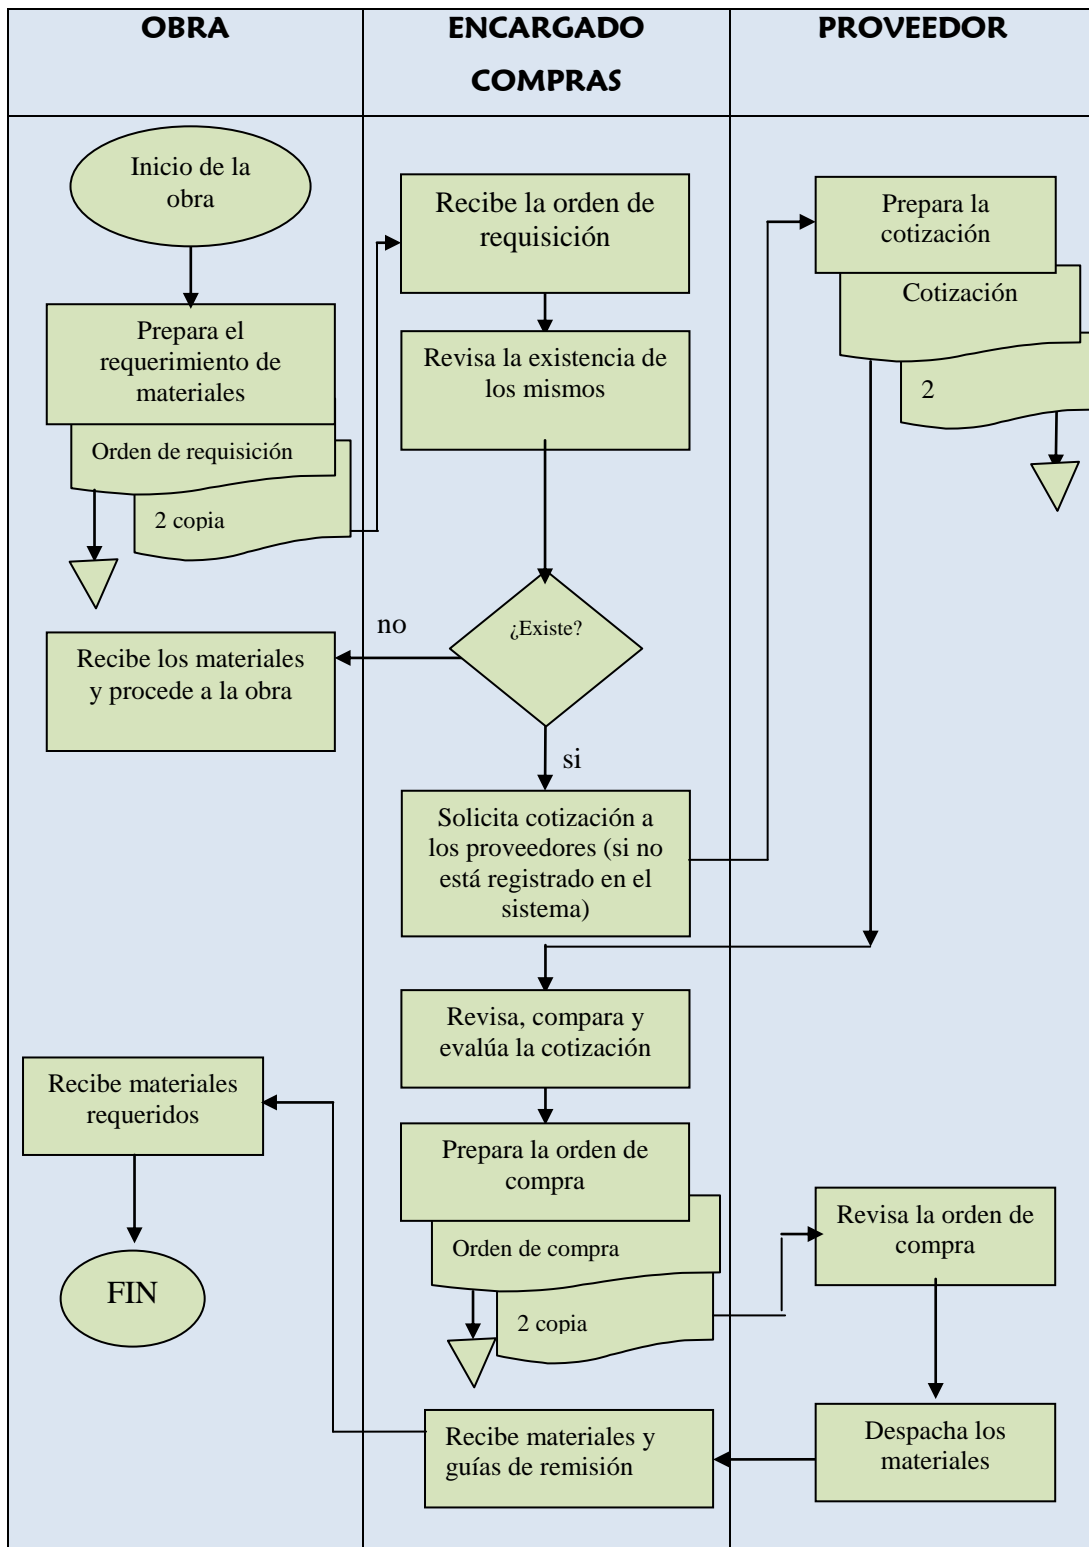 OBRA
ENCARGADO
COMPRAS
PROVEEDOR
Inicio de la
obra
Prepara el
requerimiento de
materiales
Orden de requisición
2 copia
Recibe la orden de
requisición
Revisa la existencia de
los mismos
¿Existe?
no
Recibe los materiales
y procede a la obra
si
Solicita cotización a
los proveedores (si no
está registrado en el
sistema)
Prepara la
cotización
Cotización
2
Revisa, compara y
evalúa la cotización
Prepara la orden de
compra
Orden de compra
2 copia
Revisa la orden de
compra
Despacha los
materiales
Recibe materiales y
guías de remisión
Recibe materiales
requeridos
FIN